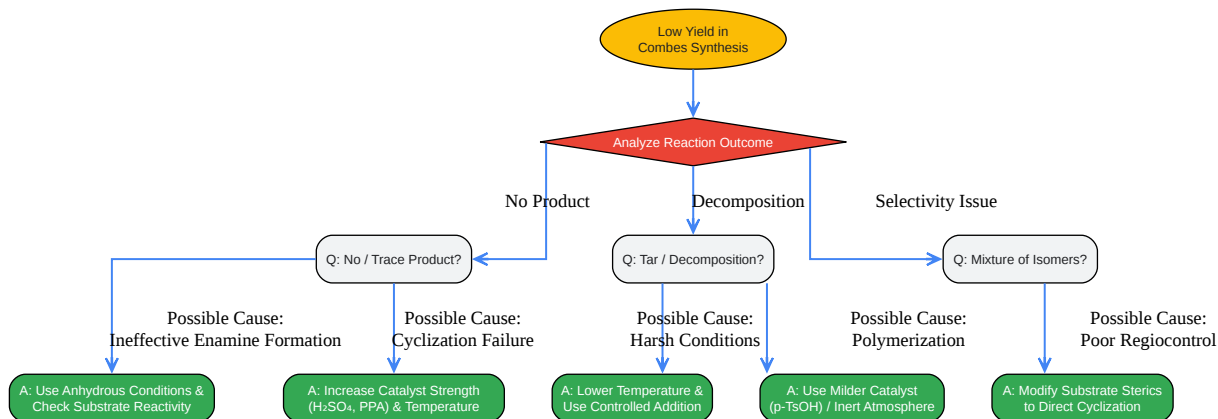 Low Yield in
Combes Synthesis
Analyze Reaction Outcome
No Product
Decomposition
Selectivity Issue
Q: No / Trace Product?
Q: Tar / Decomposition?
Q: Mixture of Isomers?
Possible Cause:
Ineffective Enamine Formation
Possible Cause:
Cyclization Failure
Possible Cause:
Harsh Conditions
Possible Cause:
Polymerization
Possible Cause:
Poor Regiocontrol
A: Use Anhydrous Conditions &
Check Substrate Reactivity
A: Increase Catalyst Strength
(H₂SO₄, PPA) & Temperature
A: Lower Temperature &
Use Controlled Addition
A: Use Milder Catalyst
(p-TsOH) / Inert Atmosphere
A: Modify Substrate Sterics
to Direct Cyclization